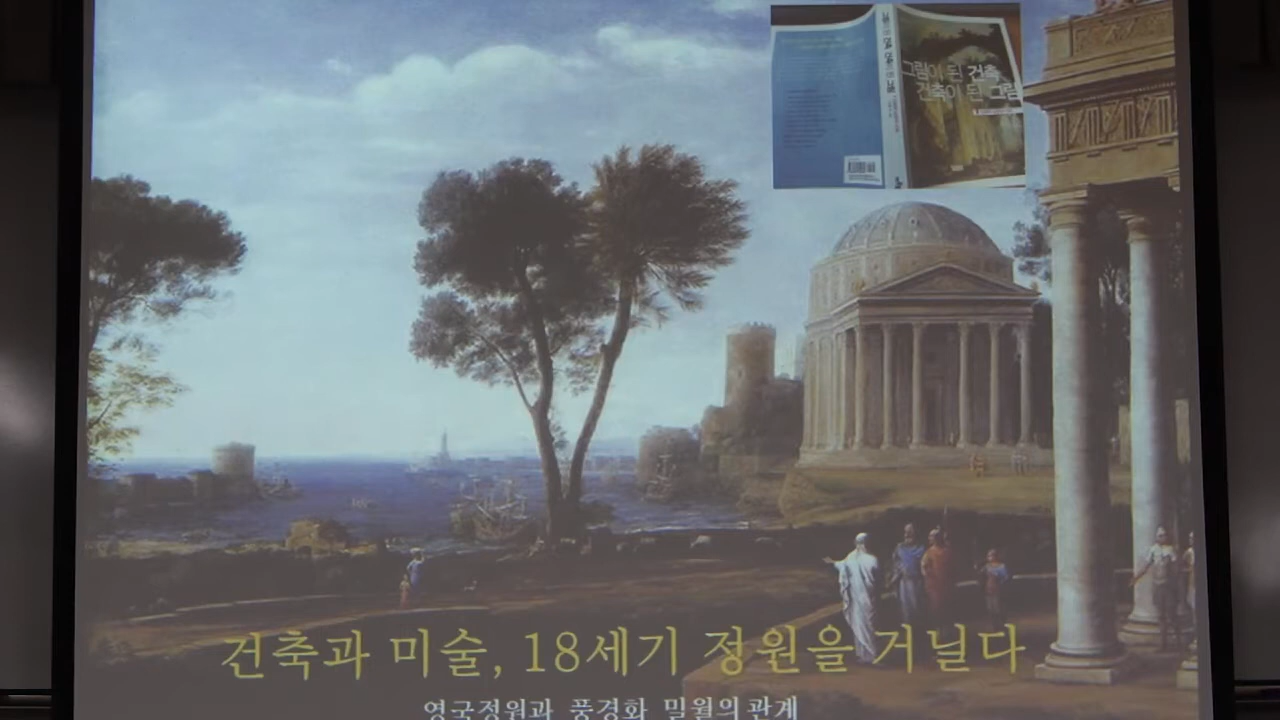 그림이 된 건축,
건축이 된 그림
건축과 미술, 18세기 정원을 거닐다
영국정원과 풍경화 밀월의 관계